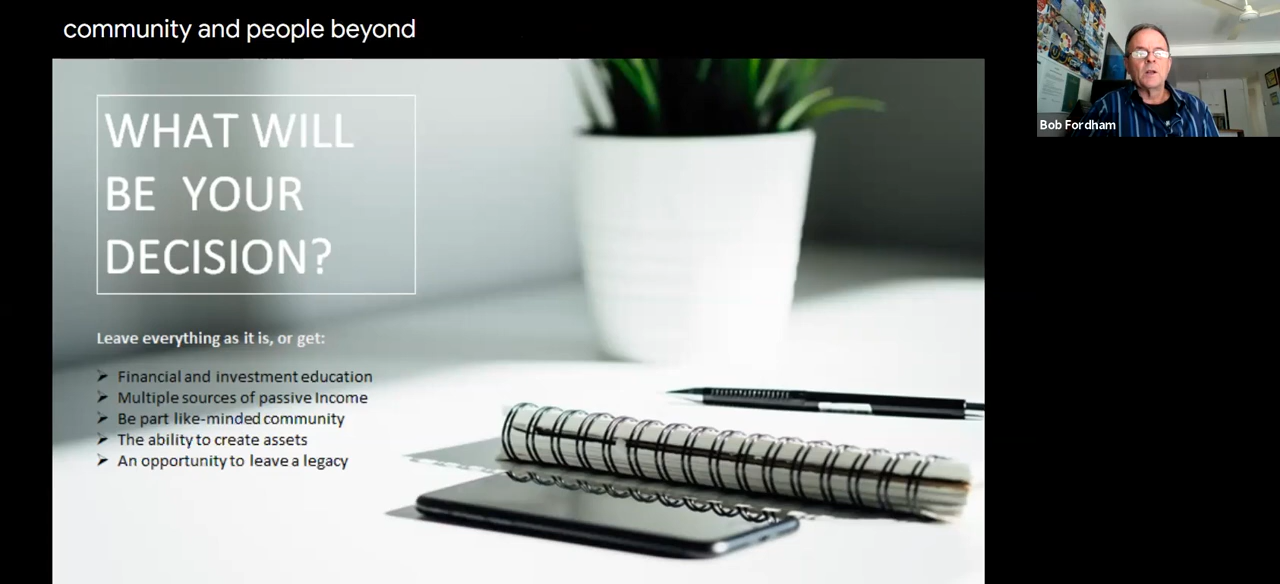 community and people beyond
Bob Fordham
WHAT WILL
BE YOUR
DECISION?
Leave everything as it is, or get:
➢ Financial and investment education
➢ Multiple sources of passive Income
➢ Be part like-minded community
➢ The ability to create assets
➢ An opportunity to leave a legacy